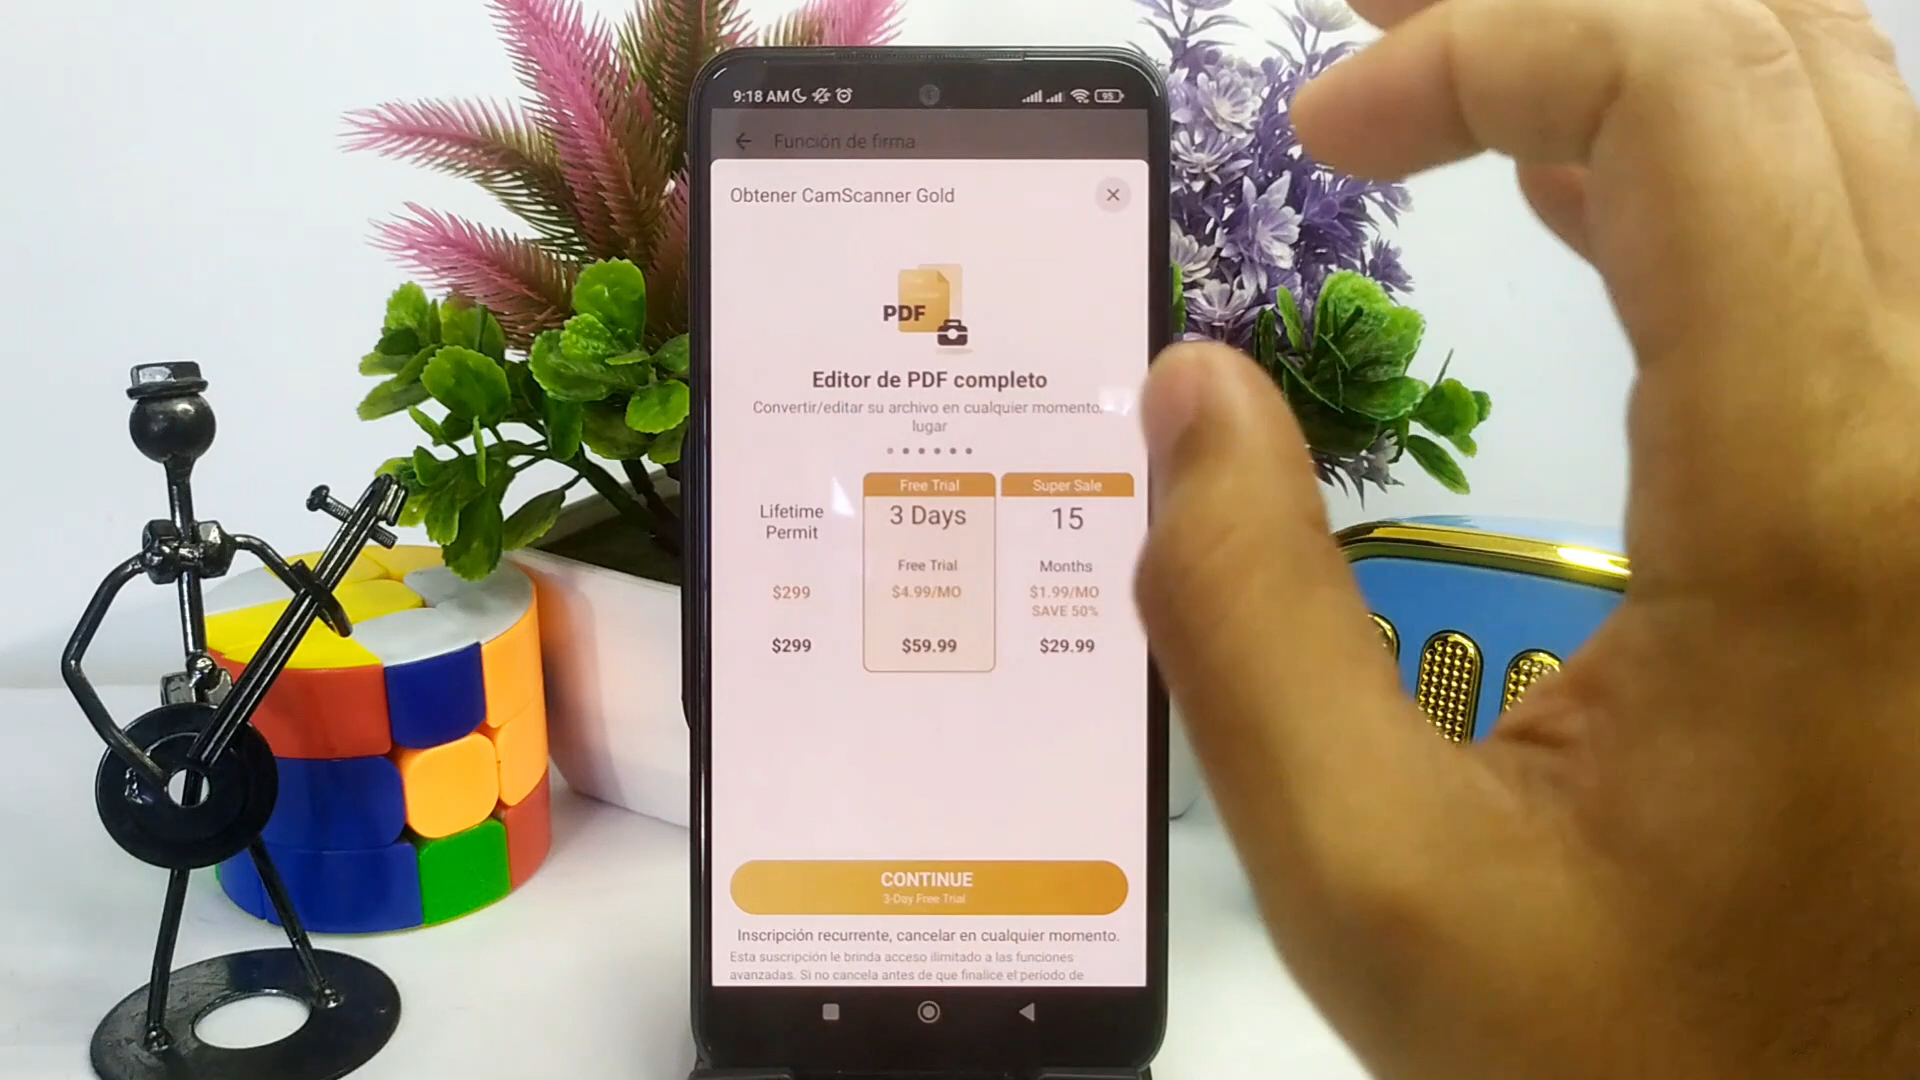 9:18 AM
95
Función de firma
Obtener CamScanner Gold
PDF
Editor de PDF completo
Convertir/editar su archivo en cualquier momento.
lugar
Lifetime
Permit
$299
$299
Free Trial
3 Days
Free Trial
$4.99/MO
$59.99
Super Sale
15
Months
$1.99/MO
SAVE 50%
$29.99
CONTINUE
3-Day Free Trial
Inscripción recurrente, cancelar en cualquier momento.
Esta suscripción le brinda acceso ilimitado a las funciones
avanzadas. Si no cancela antes de que finalice el período de